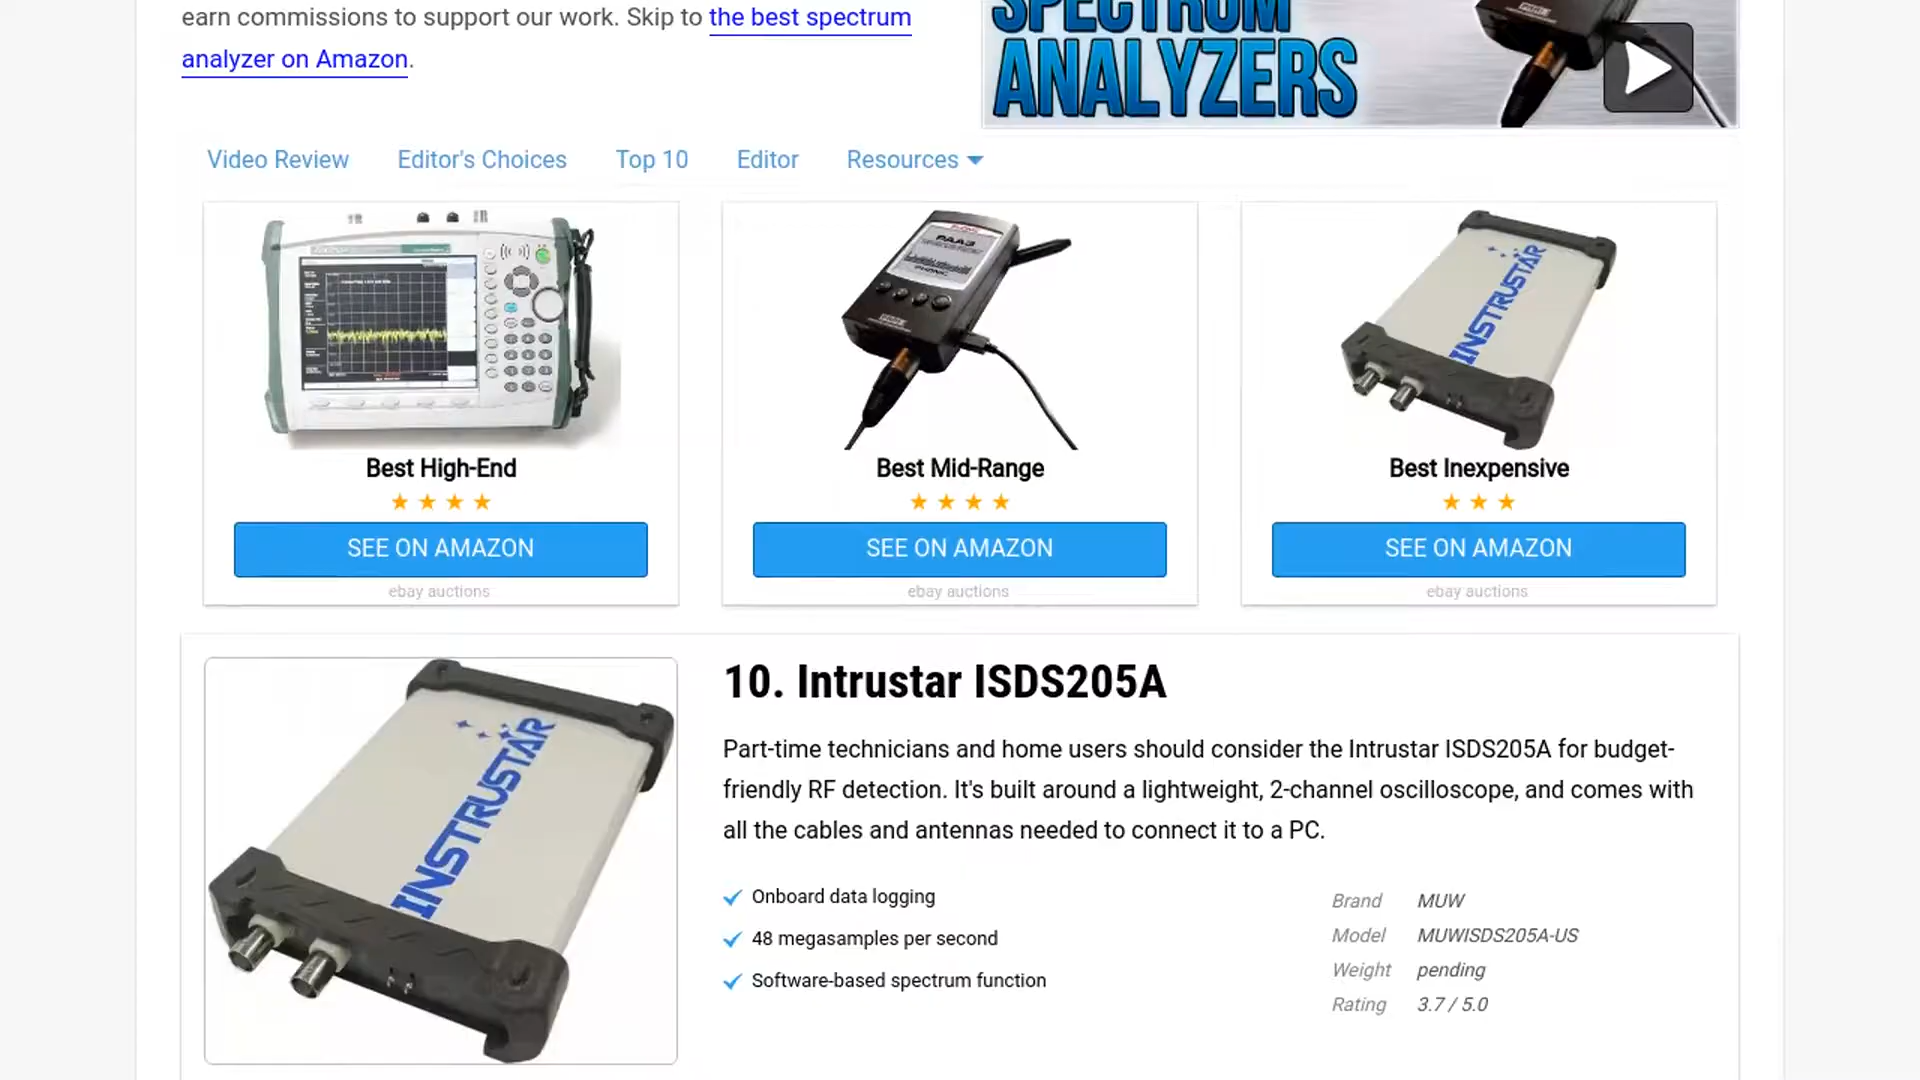 earn commissions to support our work. Skip to the best spectrum
analyzer on Amazon.
SPECTRUM
ANALYZERS
Video Review
Editor's Choices
Top 10
Editor
Resources
PAA3
PHONIC
INSTRUSTAR
Best High-End
SEE ON AMAZON
ebay auctions
Best Mid-Range
SEE ON AMAZON
ebay auctions
Best Inexpensive
SEE ON AMAZON
ebay auctions
INSTRUSTAR
10. Intrustar ISDS205A
Part-time technicians and home users should consider the Intrustar ISDS205A for budget-
friendly RF detection. It's built around a lightweight, 2-channel oscilloscope, and comes with
all the cables and antennas needed to connect it to a PC.
Onboard data logging
48 megasamples per second
Software-based spectrum function
Brand MUW
Model MUWISDS205A-US
Weight pending
Rating 3.7 / 5.0